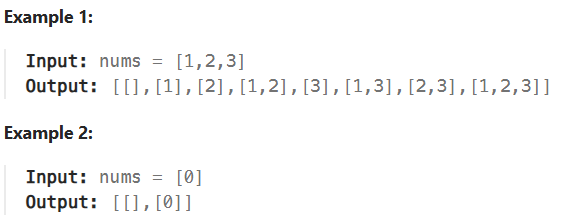 Example 1:
Input: nums = [1,2,3]
Output: [[],[1],[2],[1,2],[3],[1,3],[2,3],[1,2,3]]
Example 2:
Input: nums = [0]
Output: [[],[0]]